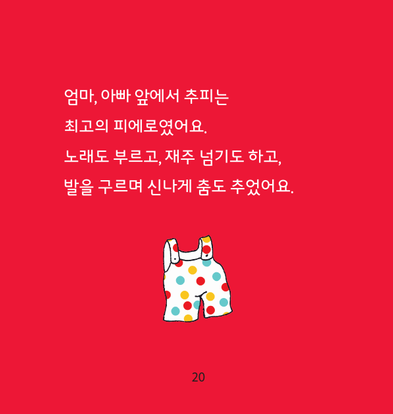 엄마, 아빠 앞에서 추피는
최고의 피에로였어요.
노래도 부르고, 재주 넘기도 하고,
발을 구르며 신나게 춤도 추었어요.
20